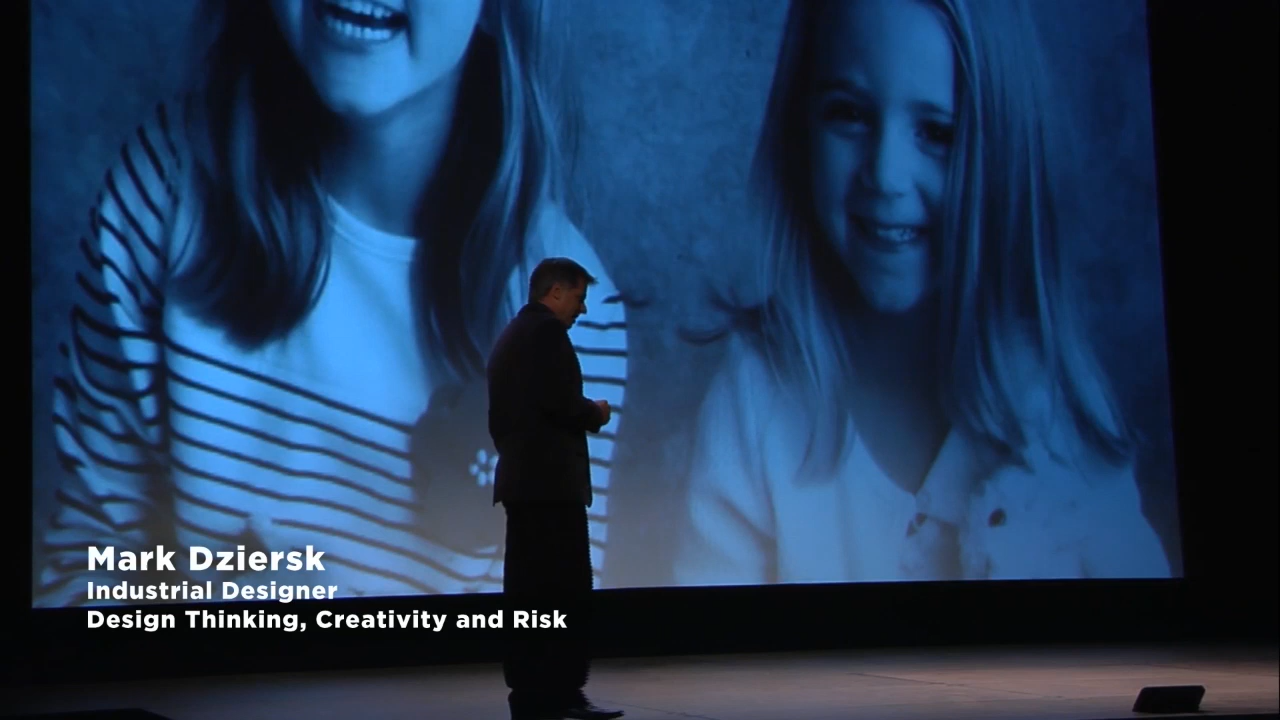 Mark Dziersk
Industrial Designer
Design Thinking, Creativity and Risk